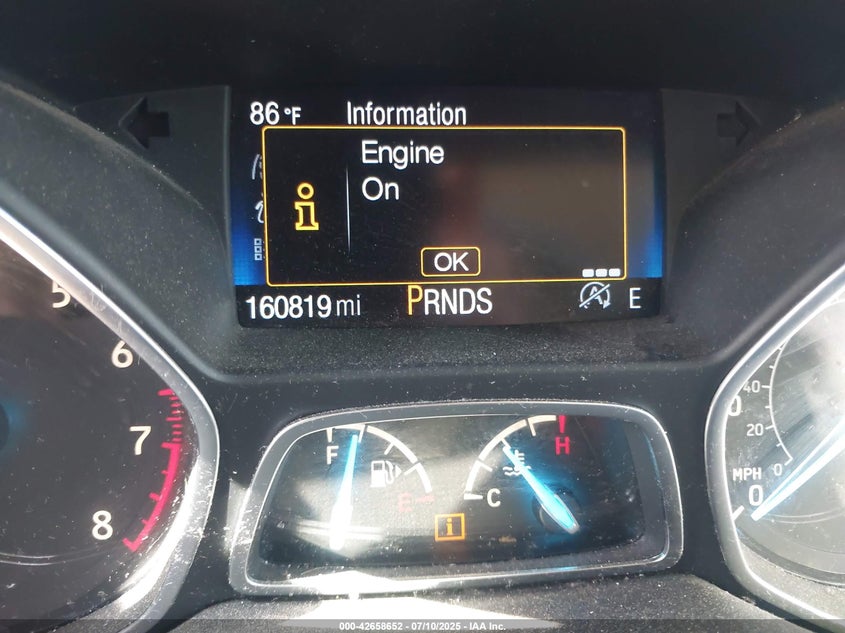 86 °F Information
Engine
On
i
OK
160819 mi PRNDS A E
5
6
7
8
F E
C H
i
40
20
0
MPH 0
000-42658652 - 07/10/2025 - IAA Inc.